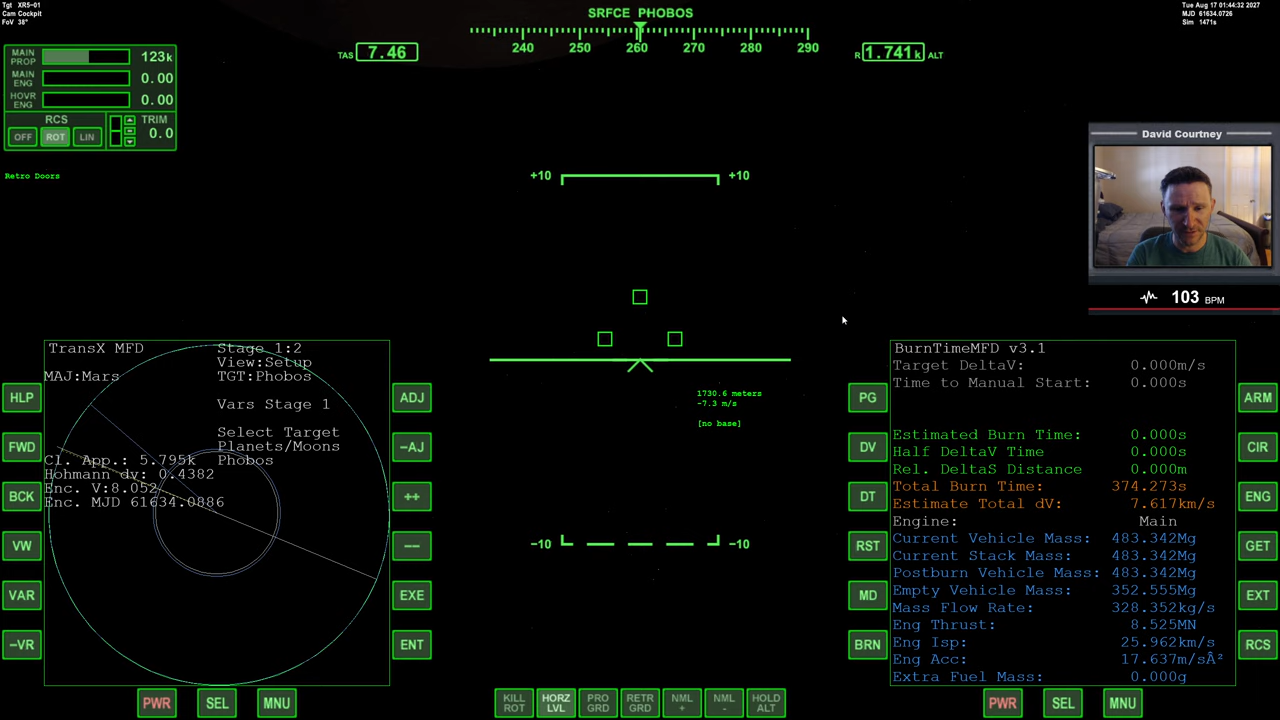 Tgt XR5-01
Cam Cockpit
FoV 38°
SRFCE PHOBOS
Tue Aug 17 01:44:32 2027
MJD 61634.0726
Sim 1471s
240 250 260 270 280 290
TAS 7.46
R 1.741k ALT
MAIN PROP 123k
MAIN ENG 0.00
HOVR ENG 0.00
RCS TRIM
OFF ROT LIN 0.0
Retro Doors
David Courtney
103 BPM
+10 +10
1730.6 meters
-7.3 m/s
[no base]
-10 -10
TransX MFD Stage 1:2
View:Setup
MAJ:Mars TGT:Phobos
Vars Stage 1
Select Target
Planets/Moons
Cl. App.: 5.795k Phobos
Hohmann dv: 0.4382
Enc. V:8.052
Enc. MJD 61634.0886
HLP
FWD
BCK
VW
VAR
-VR
ADJ
-AJ
++
--
EXE
ENT
PWR SEL MNU
KILL ROT
HORZ LVL
PRO GRD
RETR GRD
NML +
NML -
HOLD ALT
BurnTimeMFD v3.1
Target DeltaV: 0.000m/s
Time to Manual Start: 0.000s
Estimated Burn Time: 0.000s
Half DeltaV Time 0.000s
Rel. DeltaS Distance 0.000m
Total Burn Time: 374.273s
Estimate Total dV: 7.617km/s
Engine: Main
Current Vehicle Mass: 483.342Mg
Current Stack Mass: 483.342Mg
Postburn Vehicle Mass: 483.342Mg
Empty Vehicle Mass: 352.555Mg
Mass Flow Rate: 328.352kg/s
Eng Thrust: 8.525MN
Eng Isp: 25.962km/s
Eng Acc: 17.637m/sÂ²
Extra Fuel Mass: 0.000g
PG
DV
DT
RST
MD
BRN
ARM
CIR
ENG
GET
EXT
RCS
PWR SEL MNU